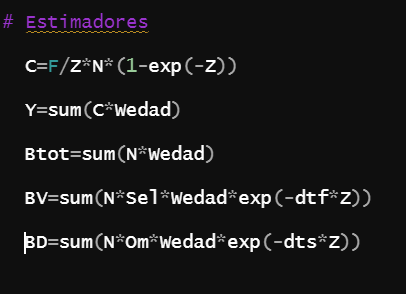 # Estimadores
C=F/Z*N*(1-exp(-Z))
Y=sum(C*Wedad)
Btot=sum(N*Wedad)
BV=sum(N*Sel*Wedad*exp(-dtf*Z))
BD=sum(N*Om*Wedad*exp(-dts*Z))